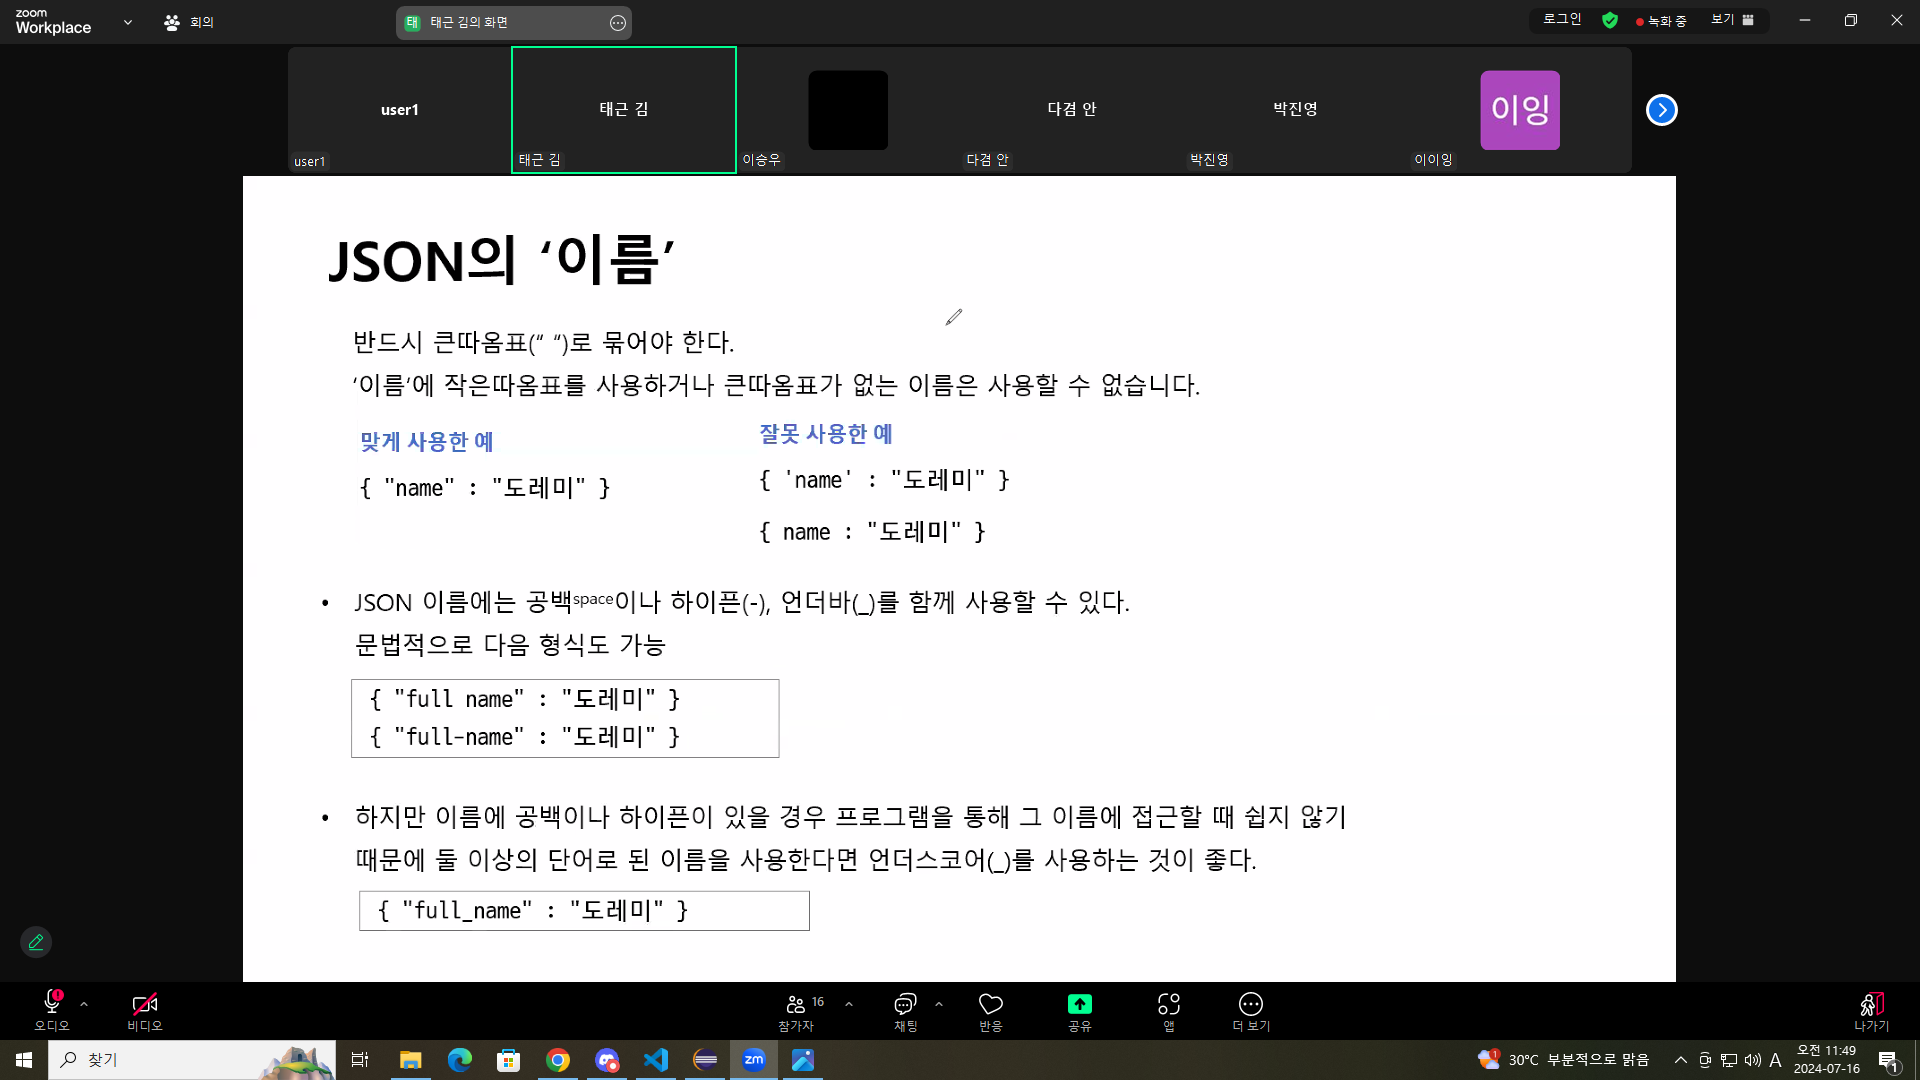 zoom
Workplace
회의
태 태근 김의 화면
로그인
녹화 중
보기
user1
태근 김
다겸 안
박진영
이잉
user1
태근 김
이승우
다겸 안
박진영
이이잉
JSON의 ‘이름’
반드시 큰따옴표(“ ”)로 묶어야 한다.
‘이름’에 작은따옴표를 사용하거나 큰따옴표가 없는 이름은 사용할 수 없습니다.
맞게 사용한 예
{ "name" : "도레미" }
잘못 사용한 예
{ 'name' : "도레미" }
{ name : "도레미" }
• JSON 이름에는 공백space이나 하이픈(-), 언더바(_)를 함께 사용할 수 있다.
문법적으로 다음 형식도 가능
{ "full name" : "도레미" }
{ "full-name" : "도레미" }
• 하지만 이름에 공백이나 하이픈이 있을 경우 프로그램을 통해 그 이름에 접근할 때 쉽지 않기
때문에 둘 이상의 단어로 된 이름을 사용한다면 언더스코어(_)를 사용하는 것이 좋다.
{ "full_name" : "도레미" }
오디오
비디오
16
참가자
채팅
반응
공유
앱
더 보기
나가기
찾기
zm
1
30°C 부분적으로 맑음
A
오전 11:49
2024-07-16
1